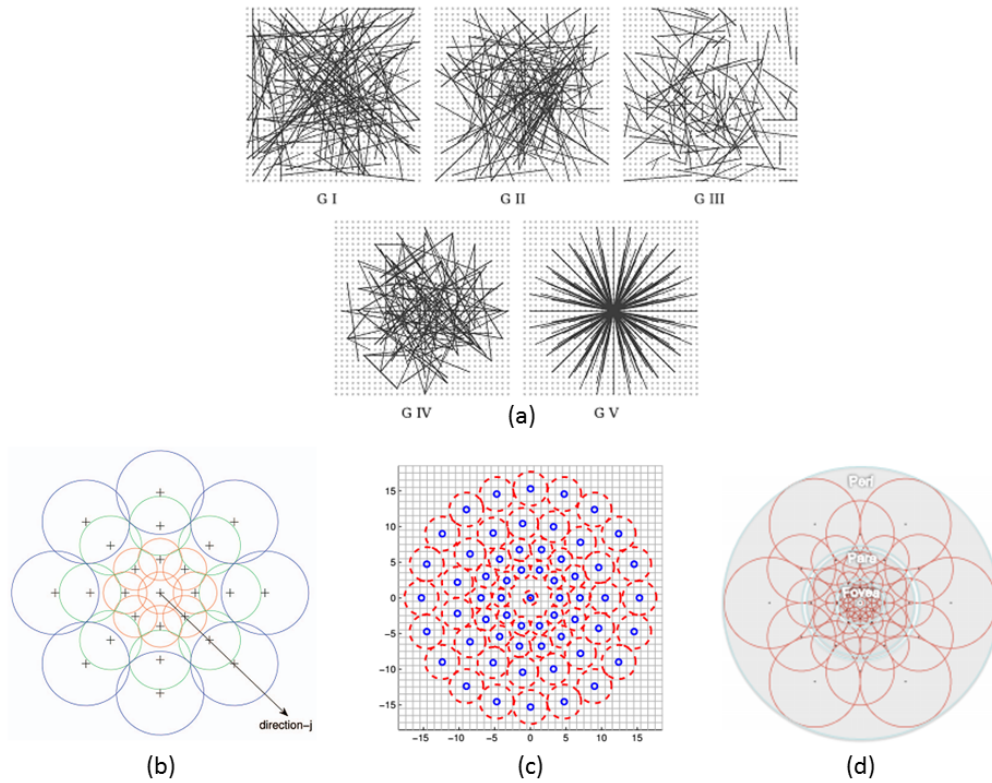 G I G II G III
G IV (a) G V
direction-j
15
10
5
0
−5
−10
−15
−15 −10 −5 0 5 10 15
Peri
Para
Fovea
(b) (c) (d)